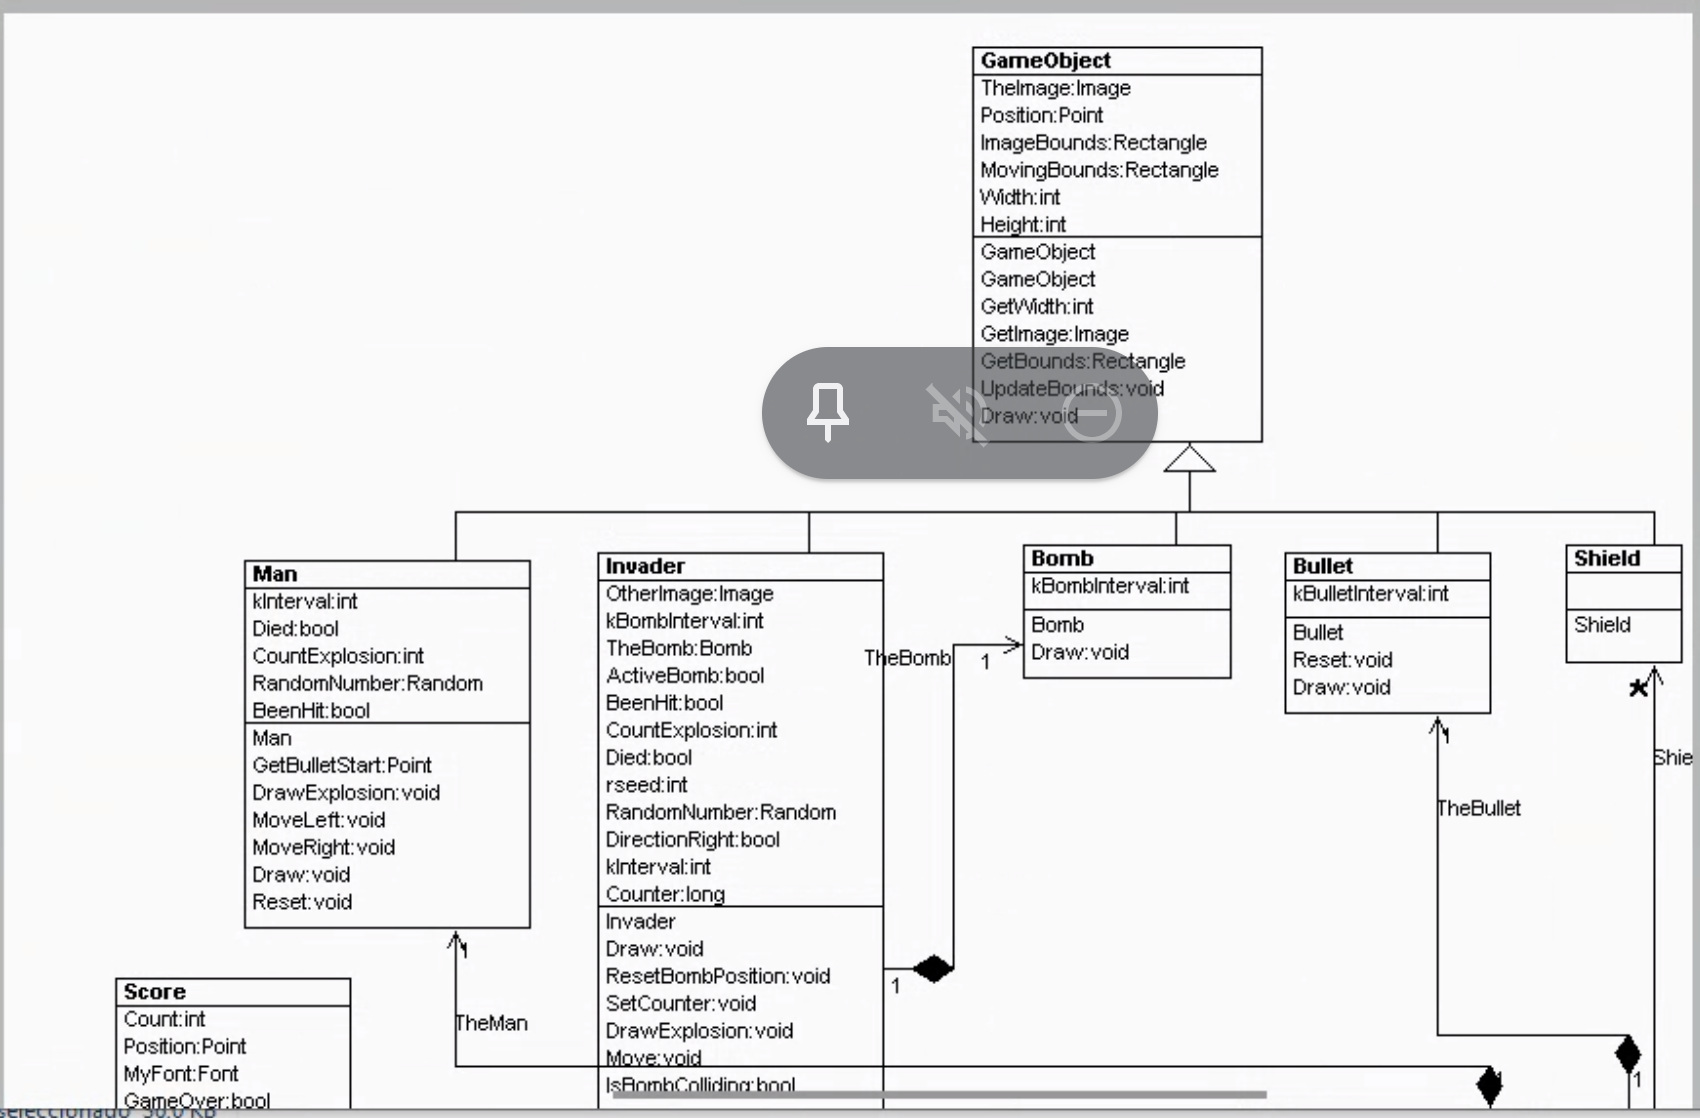 GameObject
TheImage:Image
Position:Point
ImageBounds:Rectangle
MovingBounds:Rectangle
Width:int
Height:int
GameObject
GameObject
GetWidth:int
GetImage:Image
GetBounds:Rectangle
UpdateBounds:void
Draw:void
Man
kInterval:int
Died:bool
CountExplosion:int
RandomNumber:Random
BeenHit:bool
Man
GetBulletStart:Point
DrawExplosion:void
MoveLeft:void
MoveRight:void
Draw:void
Reset:void
Invader
OtherImage:Image
kBombInterval:int
TheBomb:Bomb
ActiveBomb:bool
BeenHit:bool
CountExplosion:int
Died:bool
rseed:int
RandomNumber:Random
DirectionRight:bool
kInterval:int
Counter:long
Invader
Draw:void
ResetBombPosition:void
SetCounter:void
DrawExplosion:void
Move:void
IsBombColliding:bool
TheBomb
1
1
Bomb
kBombInterval:int
Bomb
Draw:void
Bullet
kBulletInterval:int
Bullet
Reset:void
Draw:void
Shield
Shield
*
Shie
TheBullet
1
TheMan
Score
Count:int
Position:Point
MyFont:Font
GameOver:bool
seleccionado 50.0 KB